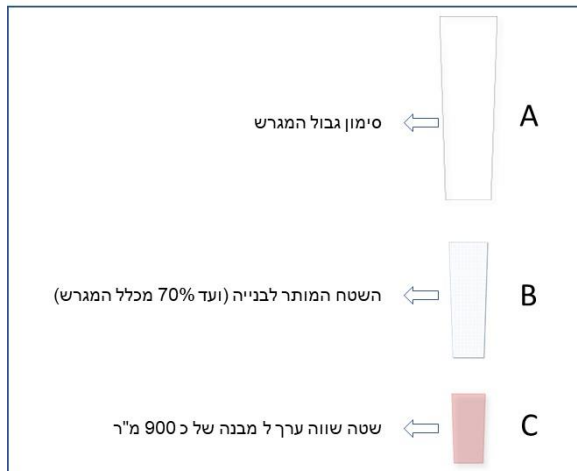 A
סימון גבול המגרש
B
השטח המותר לבנייה (ועד 70% מכלל המגרש)
C
שטה שווה ערך ל מבנה של כ 900 מ"ר